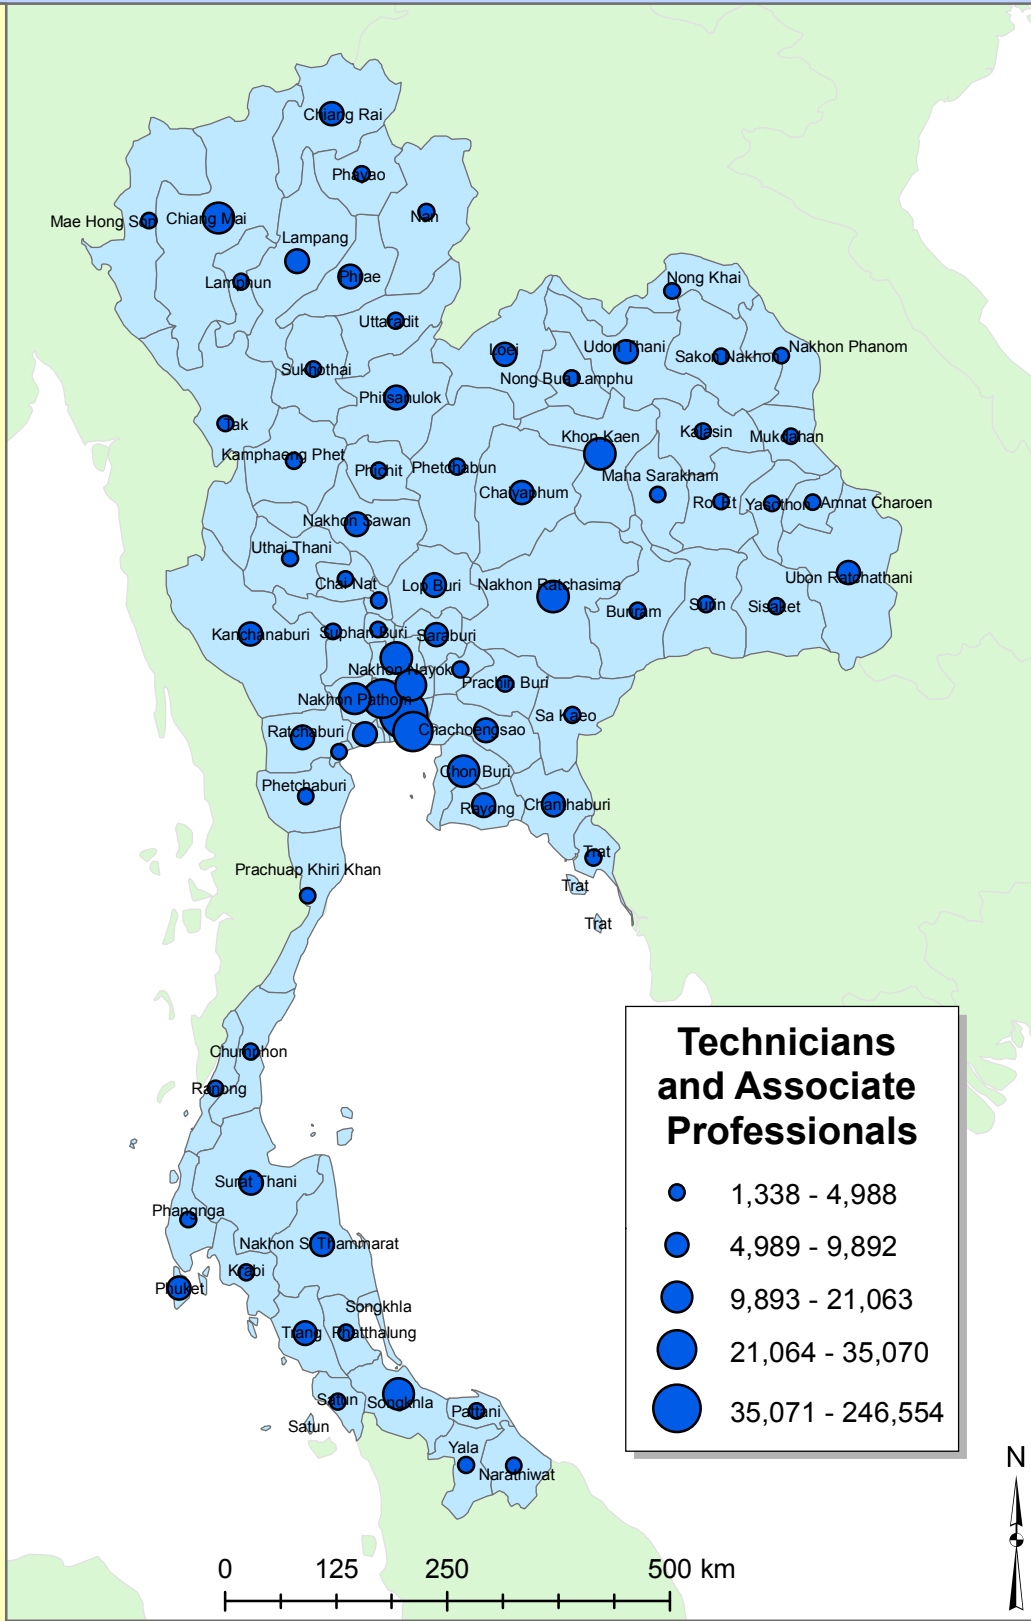 Chiang Rai
Phayao
Nan
Mae Hong Son
Chiang Mai
Lampang
Lamphun
Phrae
Uttaradit
Nong Khai
Loei
Udon Thani
Sakon Nakhon
Nakhon Phanom
Nong Bua Lamphu
Sukhothai
Phitsanulok
Tak
Khon Kaen
Kalasin
Mukdahan
Kamphaeng Phet
Phichit
Phetchabun
Maha Sarakham
Chaiyaphum
Roi Et
Yasothon
Amnat Charoen
Nakhon Sawan
Uthai Thani
Chai Nat
Lop Buri
Nakhon Ratchasima
Ubon Ratchathani
Buriram
Surin
Sisaket
Kanchanaburi
Suphan Buri
Saraburi
Nakhon Nayok
Prachin Buri
Nakhon Pathom
Sa Kaeo
Ratchaburi
Chachoengsao
Chon Buri
Phetchaburi
Rayong
Chanthaburi
Trat
Trat
Trat
Prachuap Khiri Khan
Chumphon
Ranong
Surat Thani
Phangnga
Nakhon Si Thammarat
Krabi
Phuket
Songkhla
Trang
Phatthalung
Satun
Songkhla
Pattani
Satun
Yala
Narathiwat
Technicians
and Associate
Professionals
1,338 - 4,988
4,989 - 9,892
9,893 - 21,063
21,064 - 35,070
35,071 - 246,554
N
0 125 250 500 km